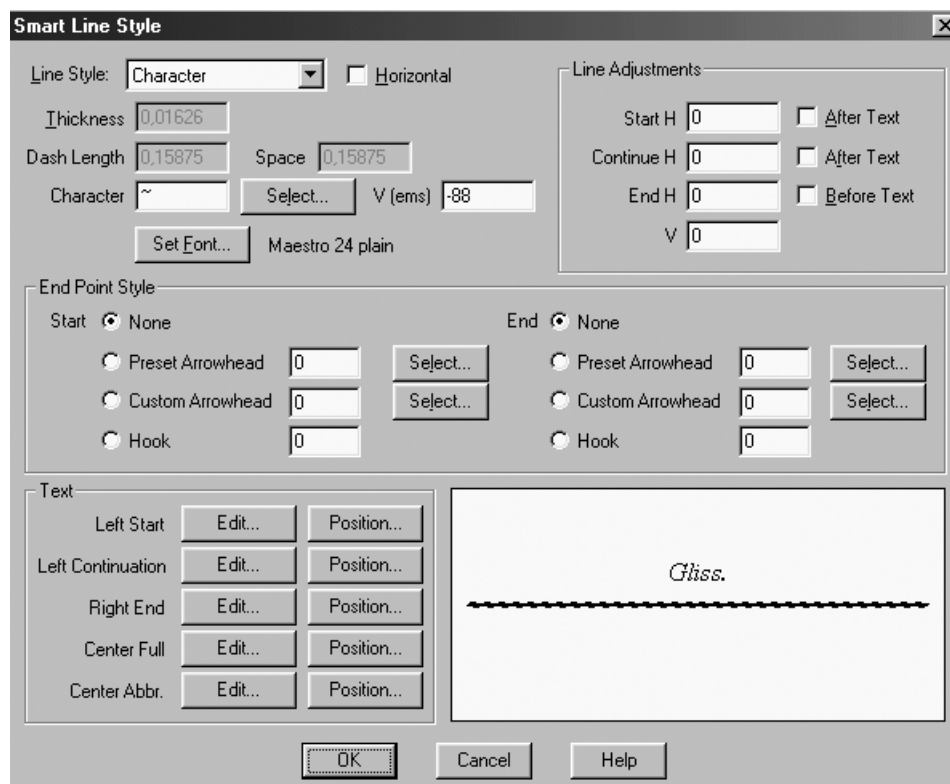 Smart Line Style
Line Style: Character Horizontal
Thickness 0,01626
Dash Length 0,15875 Space 0,15875
Character ~ Select... V (ems) -88
Set Font... Maestro 24 plain
Line Adjustments
Start H 0 After Text
Continue H 0 After Text
End H 0 Before Text
V 0
End Point Style
Start None
Preset Arrowhead 0 Select...
Custom Arrowhead 0 Select...
Hook 0
End None
Preset Arrowhead 0 Select...
Custom Arrowhead 0 Select...
Hook 0
Text
Left Start Edit... Position...
Left Continuation Edit... Position...
Right End Edit... Position...
Center Full Edit... Position...
Center Abbr. Edit... Position...
Gliss.
OK Cancel Help